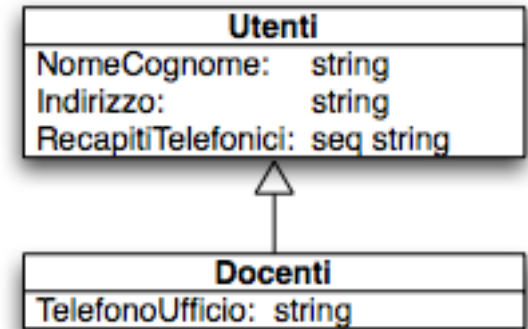 Utenti
NomeCognome: string
Indirizzo: string
RecapitiTelefonici: seq string
Docenti
TelefonoUfficio: string